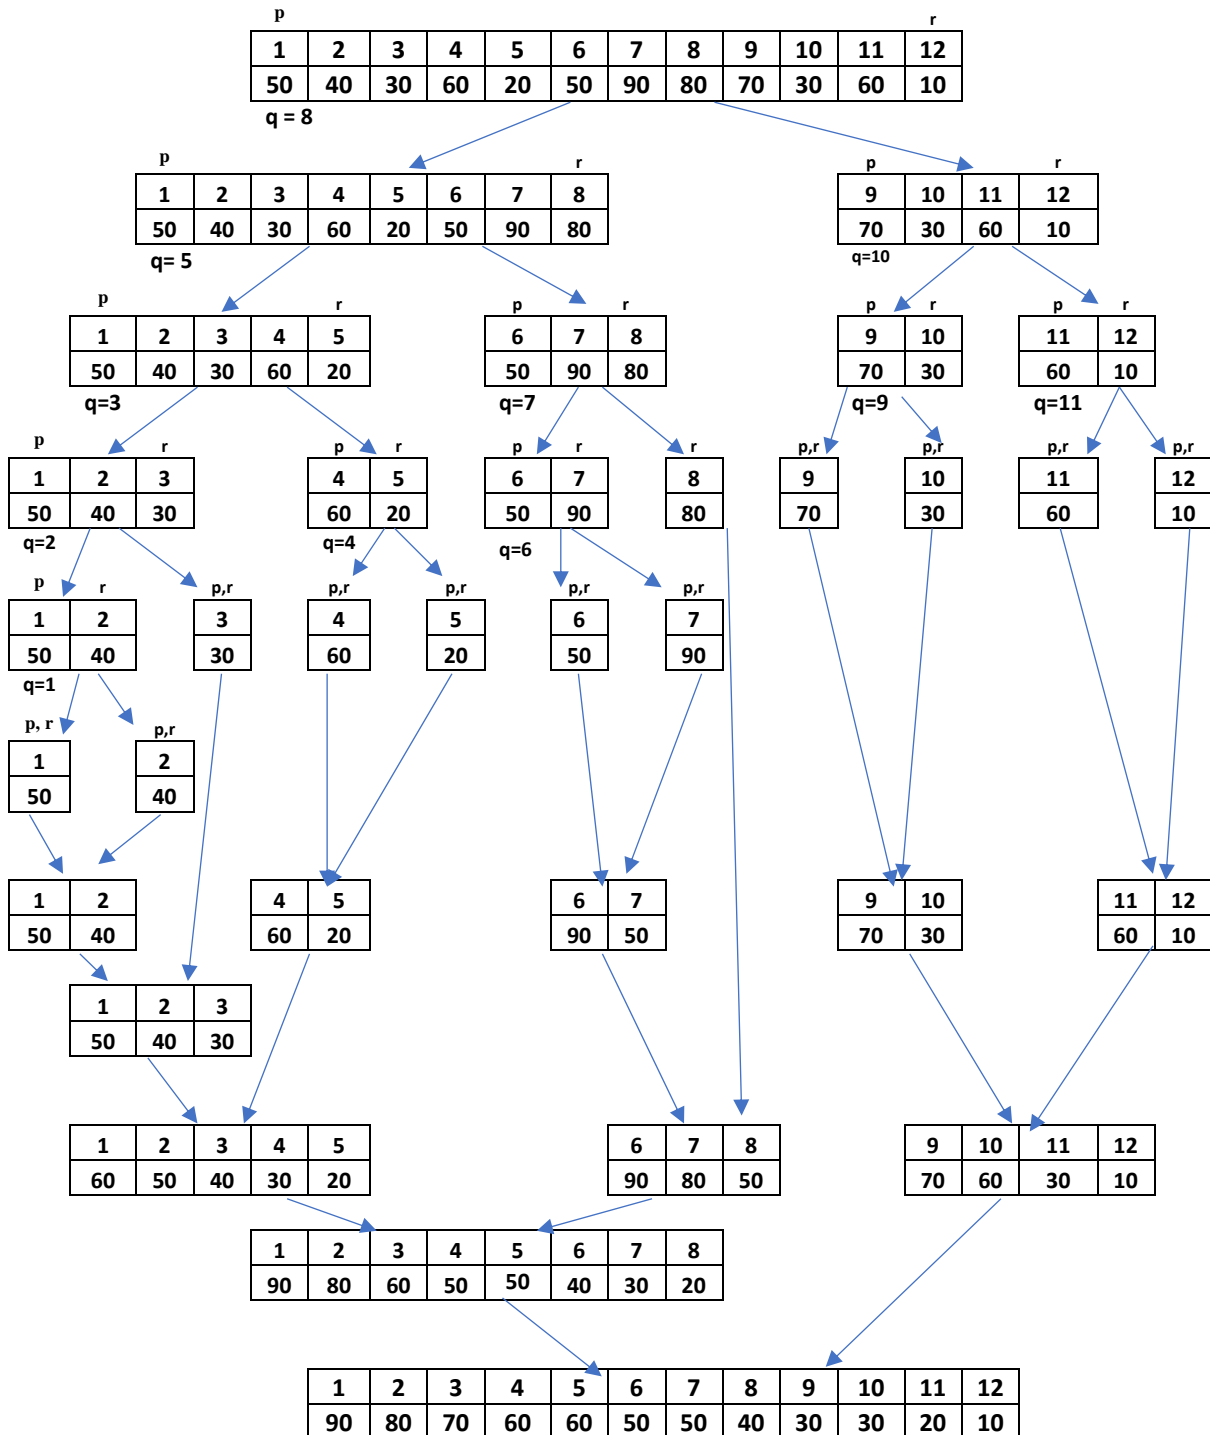 p r
1 2 3 4 5 6 7 8 9 10 11 12
50 40 30 60 20 50 90 80 70 30 60 10
q = 8
p r p r
1 2 3 4 5 6 7 8 9 10 11 12
50 40 30 60 20 50 90 80 70 30 60 10
q= 5 q=10
p r p r p r p r
1 2 3 4 5 6 7 8 9 10 11 12
50 40 30 60 20 50 90 80 70 30 60 10
q=3 q=7 q=9 q=11
p r p r p r r p,r p,r p,r p,r
1 2 3 4 5 6 7 8 9 10 11 12
50 40 30 60 20 50 90 80 70 30 60 10
q=2 q=4 q=6
p r p,r p,r p,r p,r p,r
1 2 3 4 5 6 7
50 40 30 60 20 50 90
q=1
p, r p,r
1 2
50 40
1 2 4 5 6 7 9 10 11 12
50 40 60 20 90 50 70 30 60 10
1 2 3
50 40 30
1 2 3 4 5 6 7 8 9 10 11 12
60 50 40 30 20 90 80 50 70 60 30 10
1 2 3 4 5 6 7 8
90 80 60 50 50 40 30 20
1 2 3 4 5 6 7 8 9 10 11 12
90 80 70 60 60 50 50 40 30 30 20 10